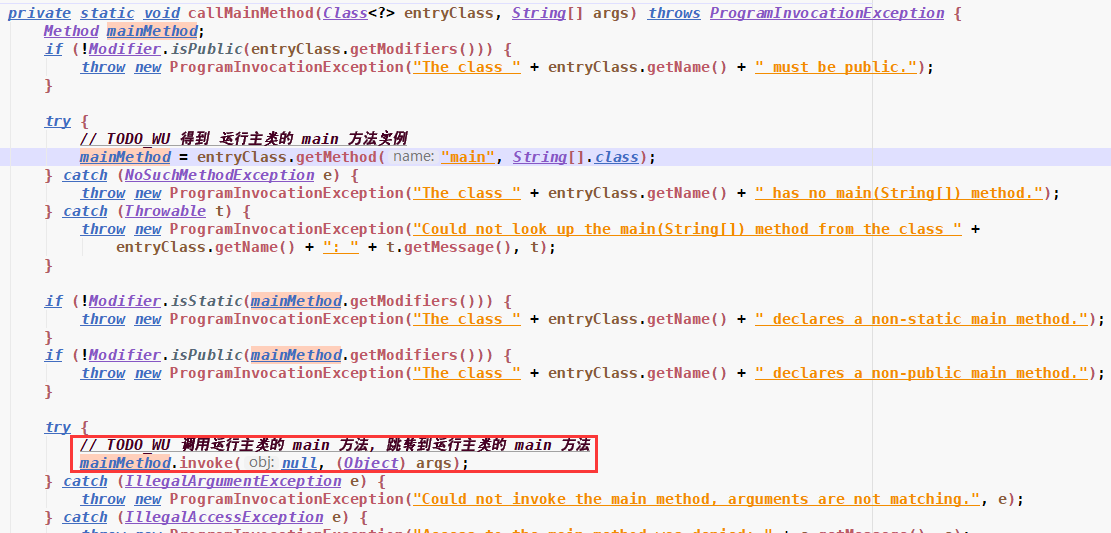 private static void callMainMethod(Class<?> entryClass, String[] args) throws ProgramInvocationException {
Method mainMethod;
if (!Modifier.isPublic(entryClass.getModifiers())) {
throw new ProgramInvocationException("The class " + entryClass.getName() + " must be public.");
}
try {
// TODO_WU 得到 运行主类的 main 方法实例
mainMethod = entryClass.getMethod( name: "main", String[].class);
} catch (NoSuchMethodException e) {
throw new ProgramInvocationException("The class " + entryClass.getName() + " has no main(String[]) method.");
} catch (Throwable t) {
throw new ProgramInvocationException("Could not look up the main(String[]) method from the class " +
entryClass.getName() + ": " + t.getMessage(), t);
}
if (!Modifier.isStatic(mainMethod.getModifiers())) {
throw new ProgramInvocationException("The class " + entryClass.getName() + " declares a non-static main method.");
}
if (!Modifier.isPublic(mainMethod.getModifiers())) {
throw new ProgramInvocationException("The class " + entryClass.getName() + " declares a non-public main method.");
}
try {
// TODO_WU 调用运行主类的 main 方法, 跳转到运行主类的 main 方法
mainMethod.invoke( obj: null, (Object) args);
} catch (IllegalArgumentException e) {
throw new ProgramInvocationException("Could not invoke the main method, arguments are not matching.", e);
} catch (IllegalAccessException e) {